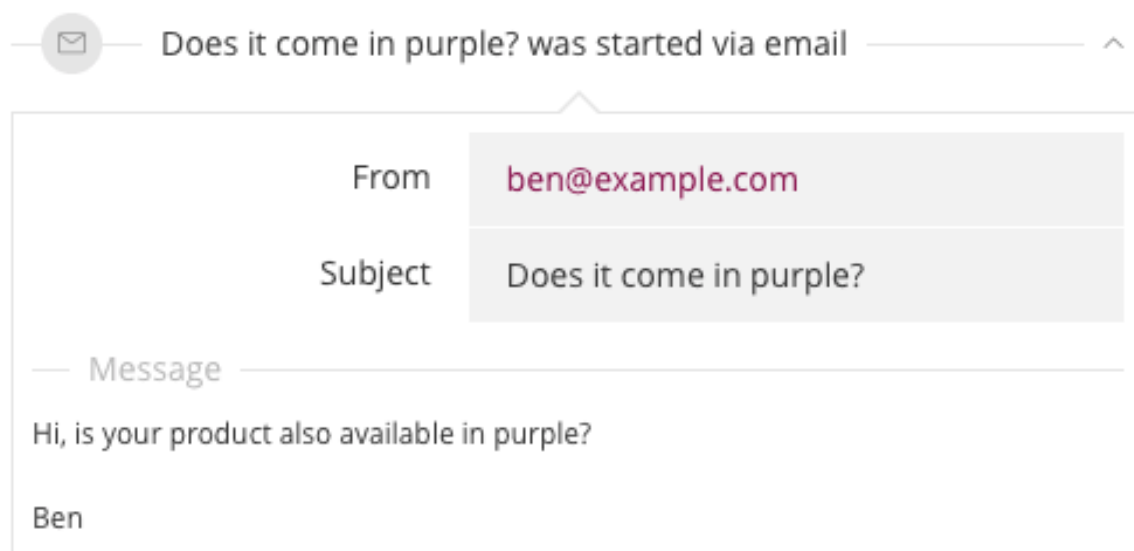 Does it come in purple? was started via email
From ben@example.com
Subject Does it come in purple?
Message
Hi, is your product also available in purple?
Ben